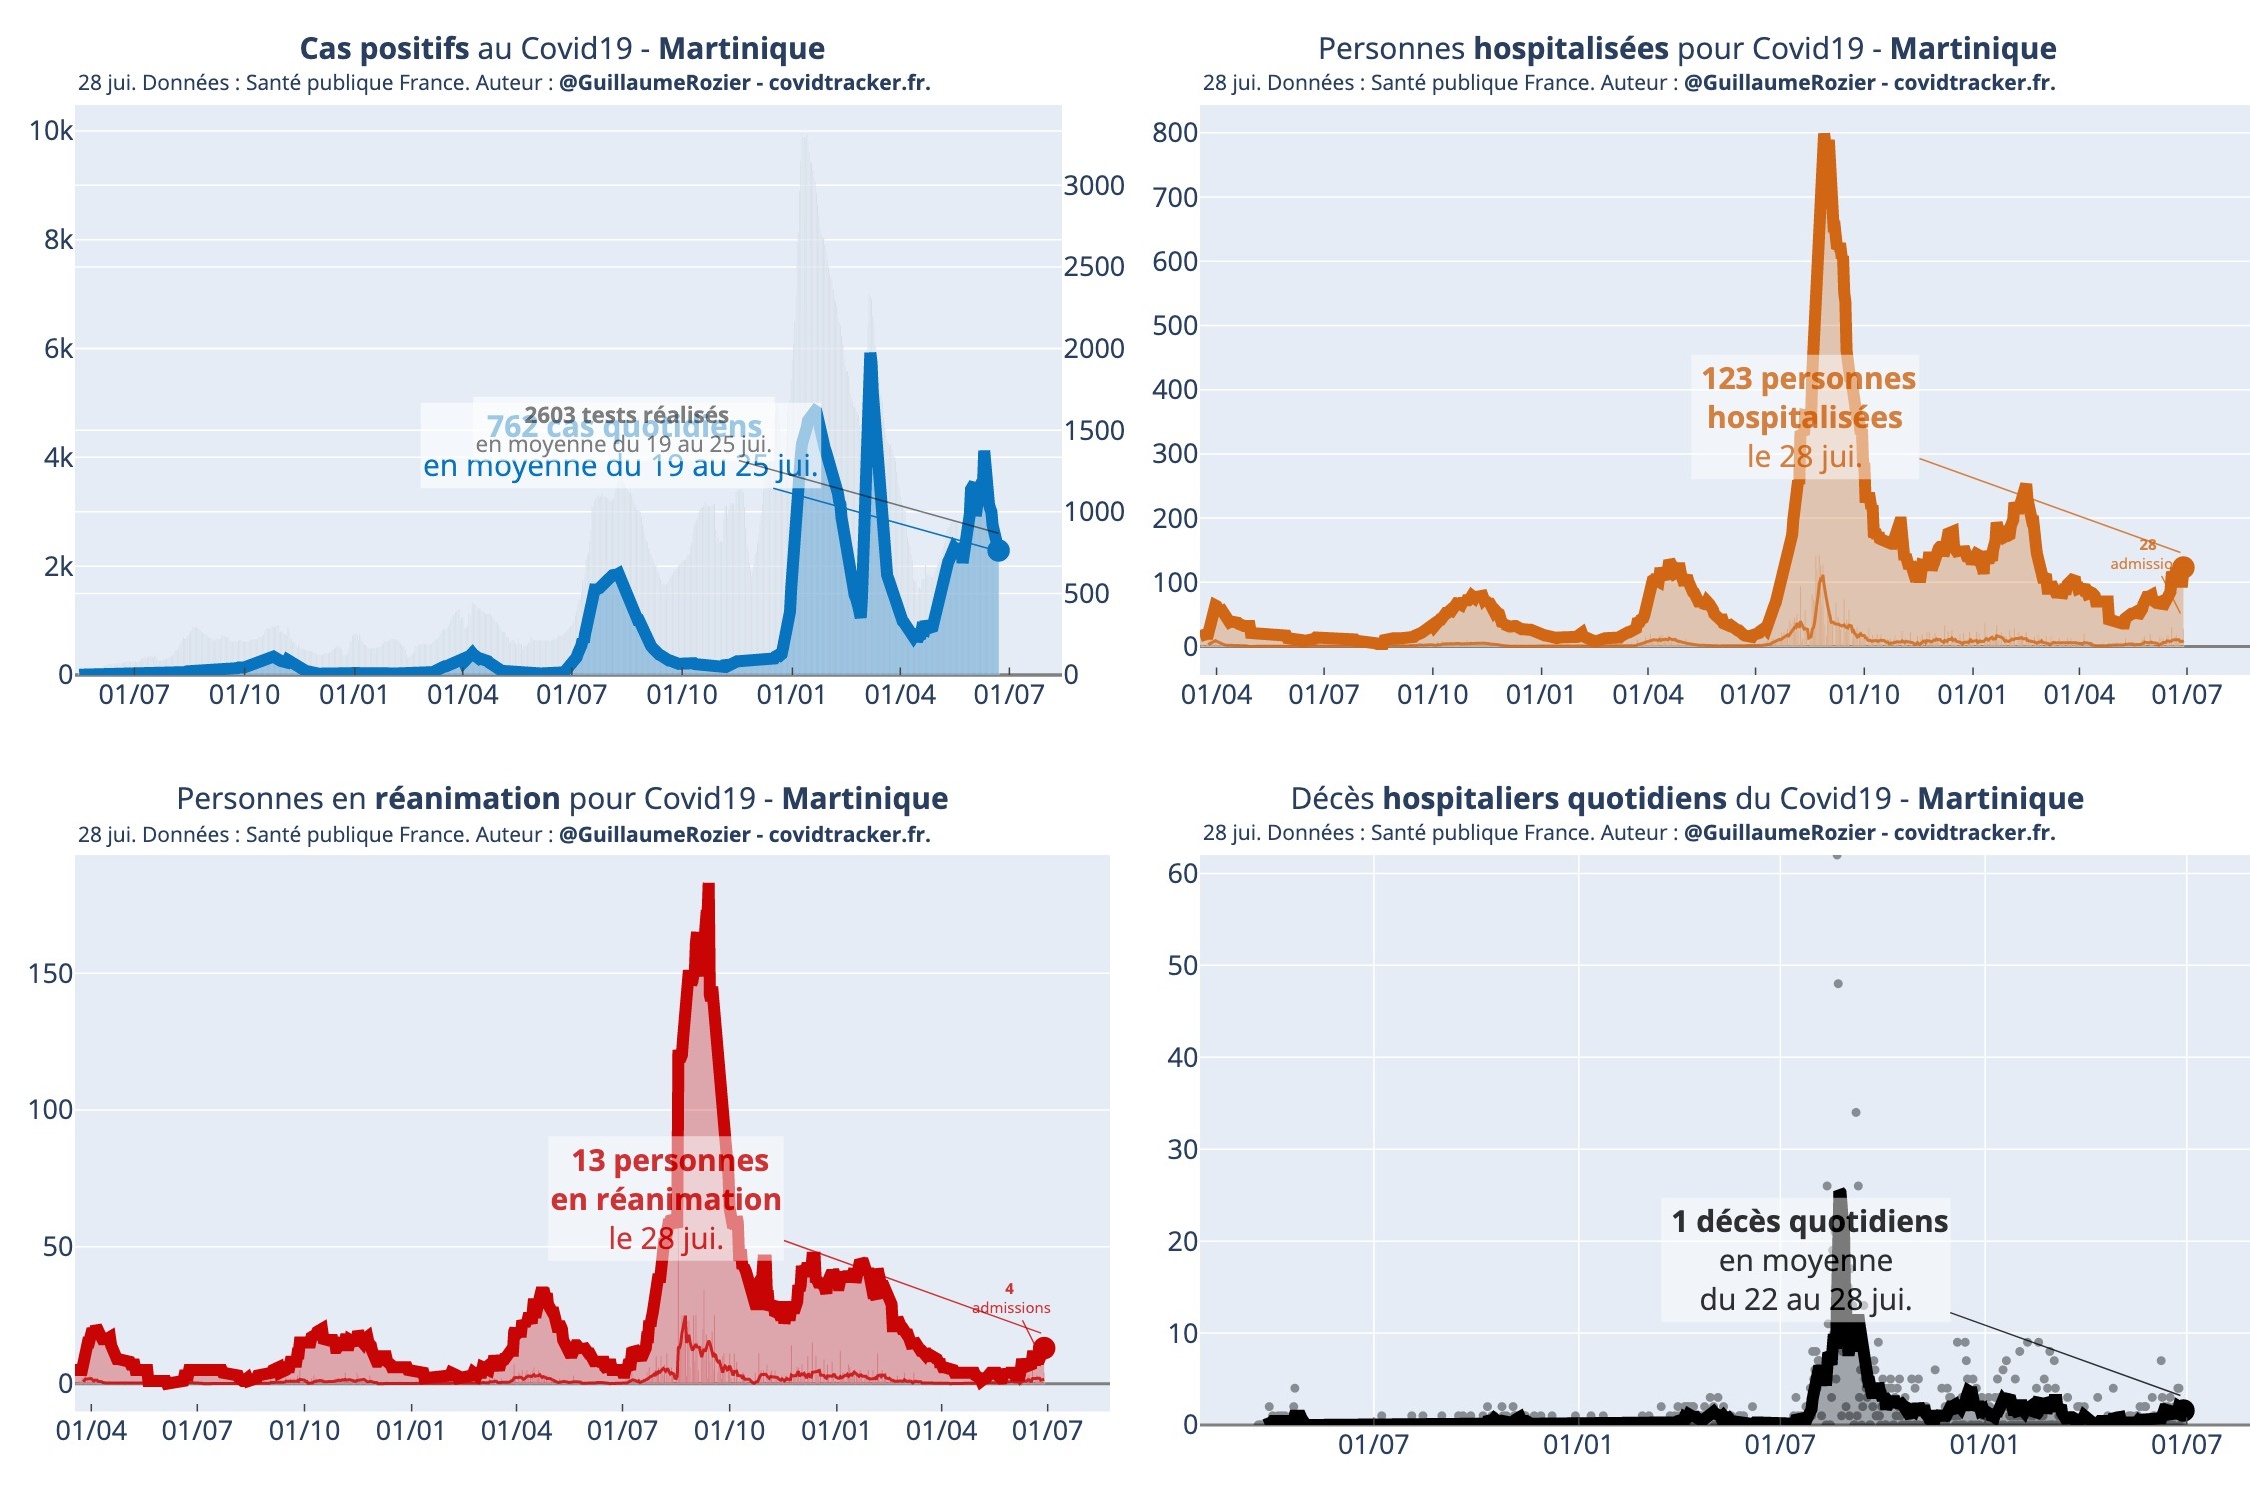 Cas positifs au Covid19 - Martinique
28 jui. Données : Santé publique France. Auteur : @GuillaumeRozier - covidtracker.fr.
10k
8k
6k
4k
2k
0
3000
2500
2000
1500
1000
500
0
2603 tests réalisés
en moyenne du 19 au 25 jui.
762 cas quotidiens
en moyenne du 19 au 25 jui.
01/07 01/10 01/01 01/04 01/07 01/10 01/01 01/04 01/07
Personnes hospitalisées pour Covid19 - Martinique
28 jui. Données : Santé publique France. Auteur : @GuillaumeRozier - covidtracker.fr.
800
700
600
500
400
300
200
100
0
123 personnes
hospitalisées
le 28 jui.
28
admissio
01/04 01/07 01/10 01/01 01/04 01/07 01/10 01/01 01/04 01/07
Personnes en réanimation pour Covid19 - Martinique
28 jui. Données : Santé publique France. Auteur : @GuillaumeRozier - covidtracker.fr.
150
100
50
0
13 personnes
en réanimation
le 28 jui.
4
admissions
01/04 01/07 01/10 01/01 01/04 01/07 01/10 01/01 01/04 01/07
Décès hospitaliers quotidiens du Covid19 - Martinique
28 jui. Données : Santé publique France. Auteur : @GuillaumeRozier - covidtracker.fr.
60
50
40
30
20
10
0
1 décès quotidiens
en moyenne
du 22 au 28 jui.
01/07 01/01 01/07 01/01 01/07